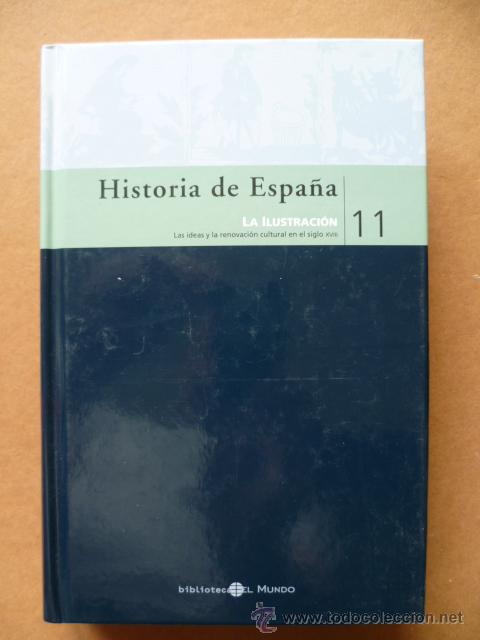 Historia de España
LA ILUSTRACIÓN
Las ideas y la renovación cultural en el siglo XVIII
11
biblioteca EL MUNDO
www.todocoleccion.net